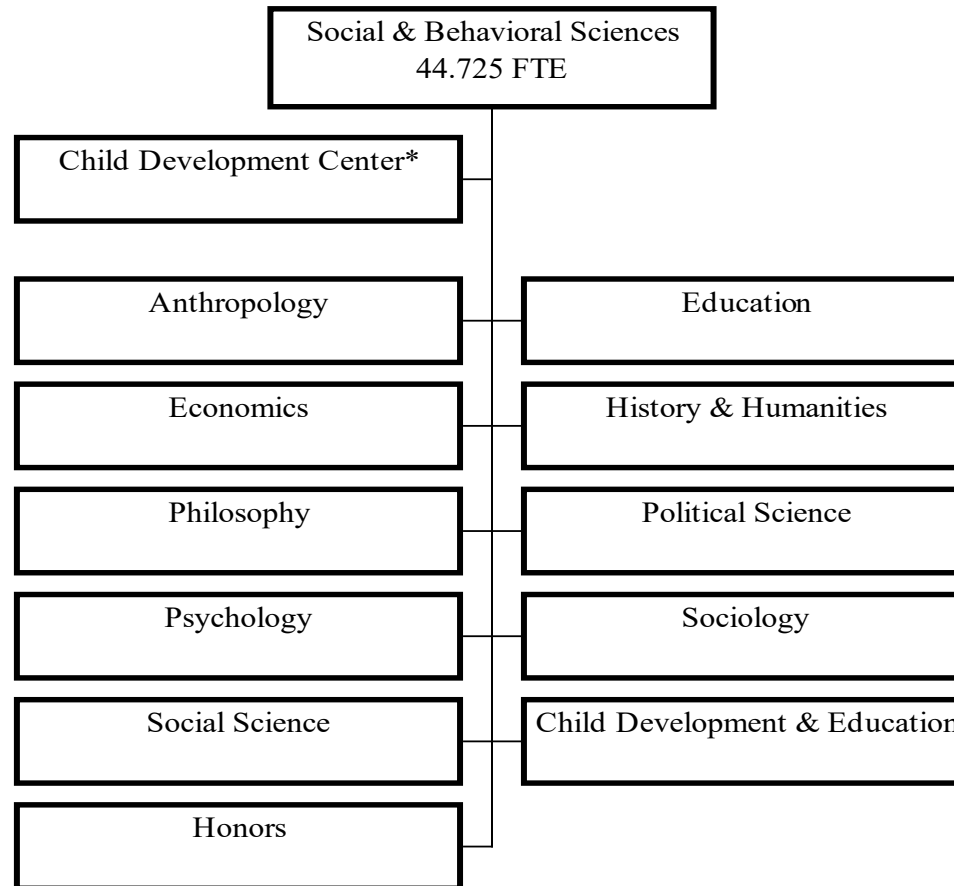 Social & Behavioral Sciences
44.725 FTE
Child Development Center*
Anthropology
Education
Economics
History & Humanities
Philosophy
Political Science
Psychology
Sociology
Social Science
Child Development & Education
Honors